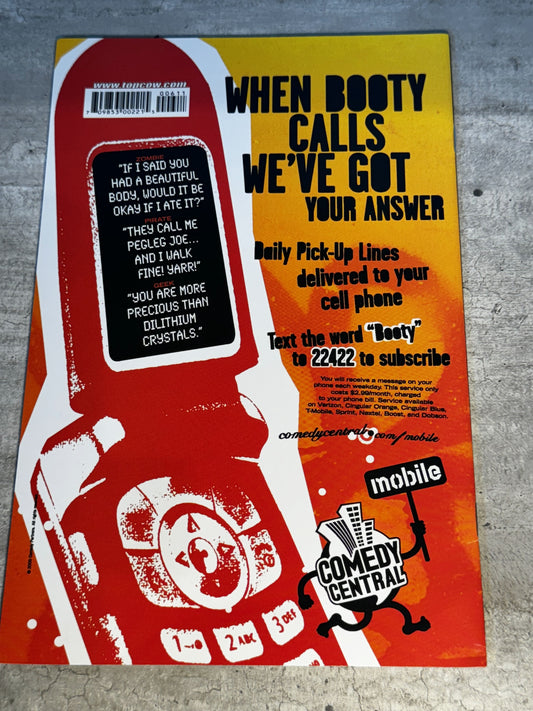 www.topcow.com
00611
7 09853 00221
WHEN BOOTY
CALLS
WE'VE GOT
YOUR ANSWER
ZOMBIE
"IF I SAID YOU
HAD A BEAUTIFUL
BODY, WOULD IT BE
OKAY IF I ATE IT?"
PIRATE
"THEY CALL ME
PEGLEG JOE...
AND I WALK
FINE! YARR!"
GEEK
"YOU ARE MORE
PRECIOUS THAN
DILITHIUM
CRYSTALS."
Daily Pick-Up Lines
delivered to your
cell phone
Text the word "Booty"
to 22422 to subscribe
You will receive a message on your
phone each weekday. This service only
costs $2.99/month, charged
to your phone bill. Service available
on Verizon, Cingular Orange, Cingular Blue,
T-Mobile, Sprint, Nextel, Boost, and Dobson.
comedycentral.com/mobile
mobile
COMEDY
CENTRAL
1
2 ABC
3 DEF